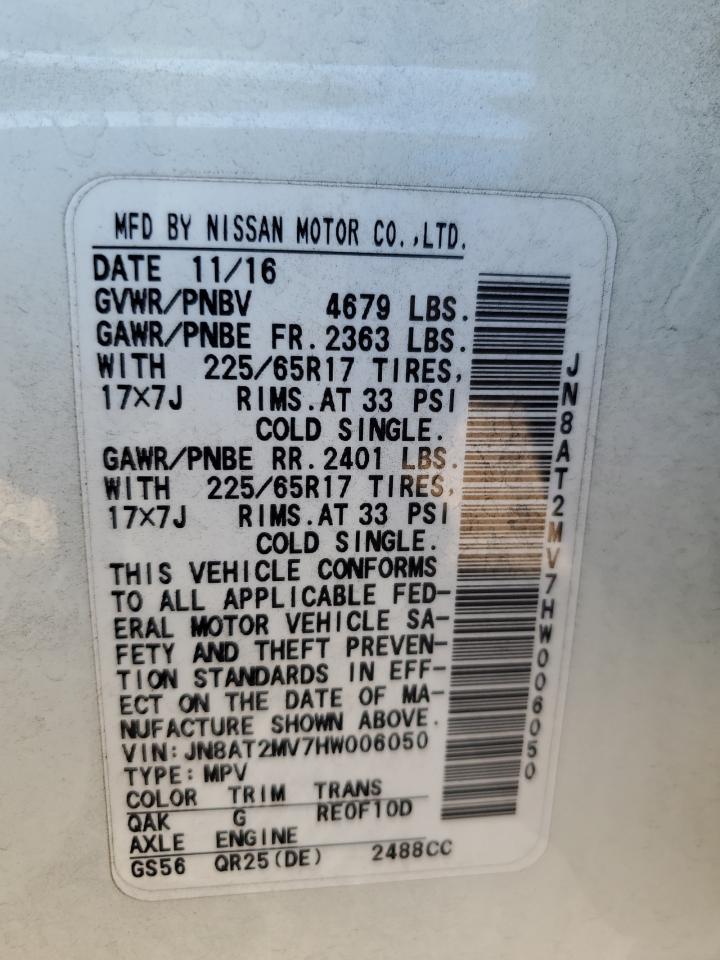 MFD BY NISSAN MOTOR CO.,LTD.
DATE 11/16
GVWR/PNBV 4679 LBS.
GAWR/PNBE FR.2363 LBS.
WITH 225/65R17 TIRES,
17×7J RIMS.AT 33 PSI
COLD SINGLE.
GAWR/PNBE RR.2401 LBS.
WITH 225/65R17 TIRES,
17×7J RIMS.AT 33 PSI
COLD SINGLE.
THIS VEHICLE CONFORMS
TO ALL APPLICABLE FED-
ERAL MOTOR VEHICLE SA-
FETY AND THEFT PREVEN-
TION STANDARDS IN EFF-
ECT ON THE DATE OF MA-
NUFACTURE SHOWN ABOVE.
VIN:JN8AT2MV7HW006050
TYPE:MPV
COLOR TRIM TRANS
QAK G RE0F10D
AXLE ENGINE
GS56 QR25(DE) 2488CC
JN8AT2MV7HW006050